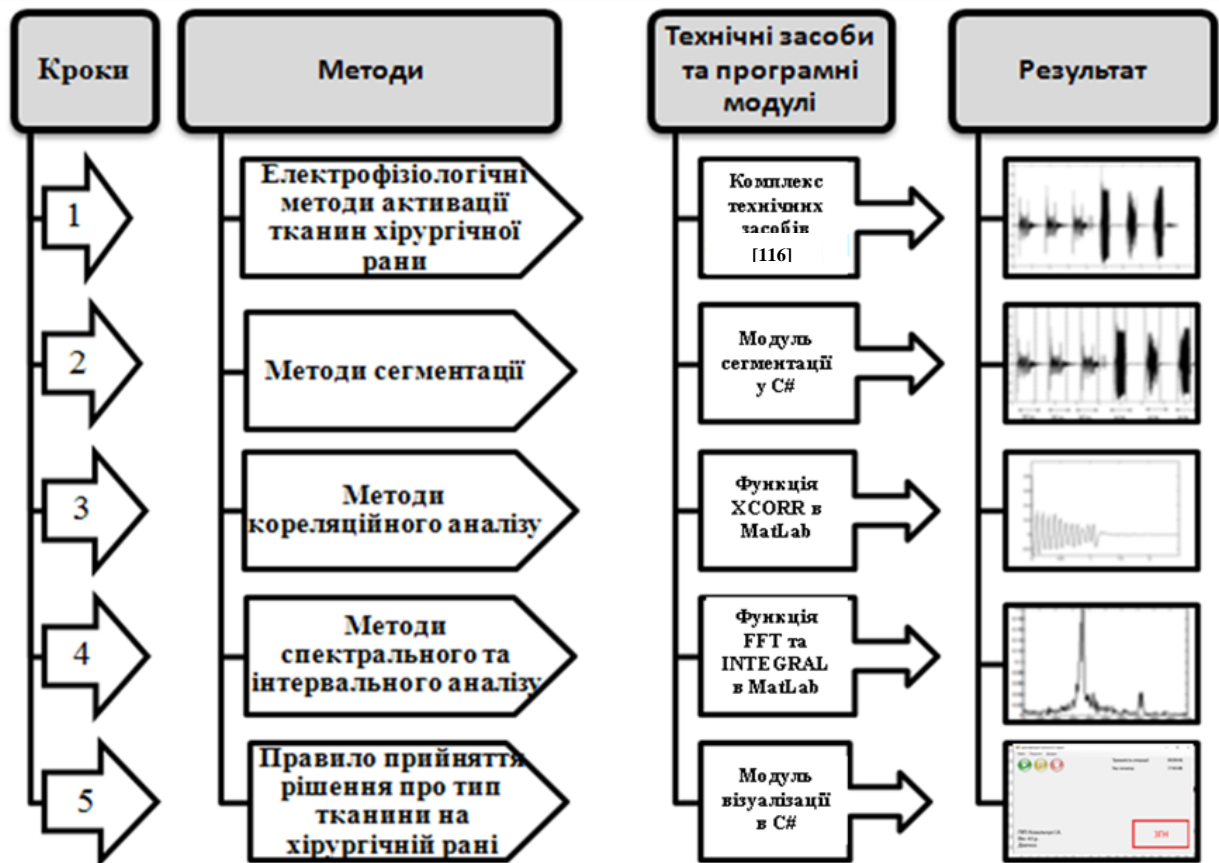 Кроки
Методи
Технічні засоби
та програмні
модулі
Результат
1
Електрофізіологічні
методи активації
тканин хірургічної
рани
Комплекс
технічних
засобів
[116]
2
Методи сегментації
Модуль
сегментації
у C#
3
Методи
кореляційного аналізу
Функція
XCORR в
MatLab
4
Методи
спектрального та
інтервального аналізу
Функція
FFT та
INTEGRAL
в MatLab
5
Правило прийняття
рішення про тип
тканини на
хірургічній рані
Модуль
візуалізації
в C#
ЗГН